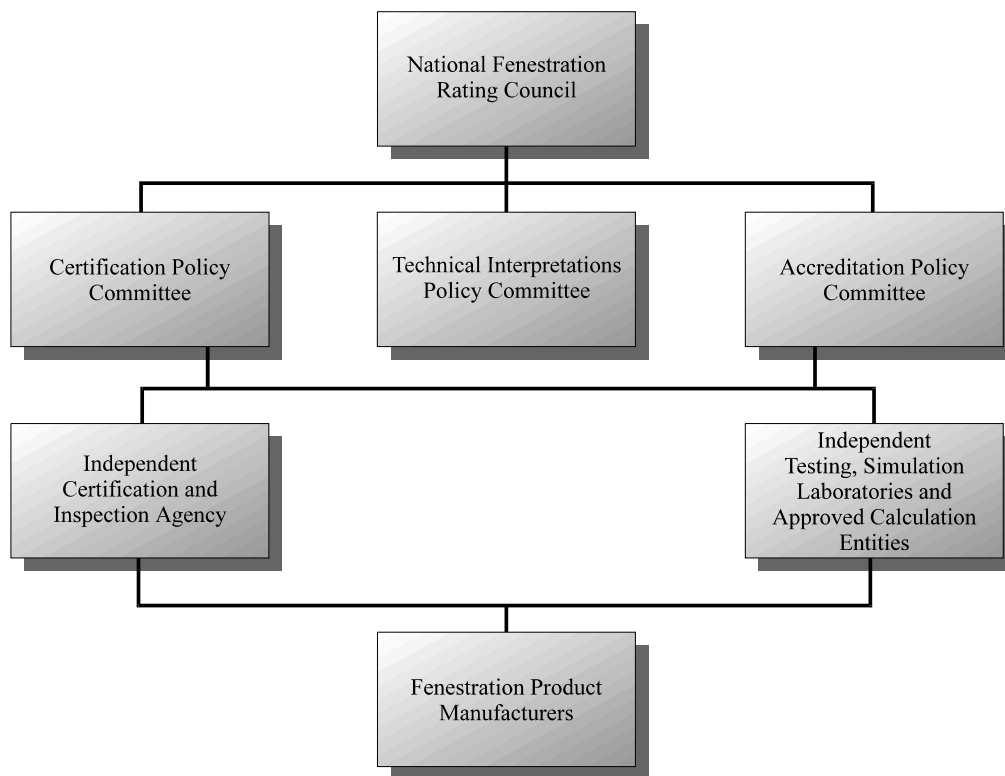 National Fenestration
Rating Council
Certification Policy
Committee
Technical Interpretations
Policy Committee
Accreditation Policy
Committee
Independent
Certification and
Inspection Agency
Independent
Testing, Simulation
Laboratories and
Approved Calculation
Entities
Fenestration Product
Manufacturers